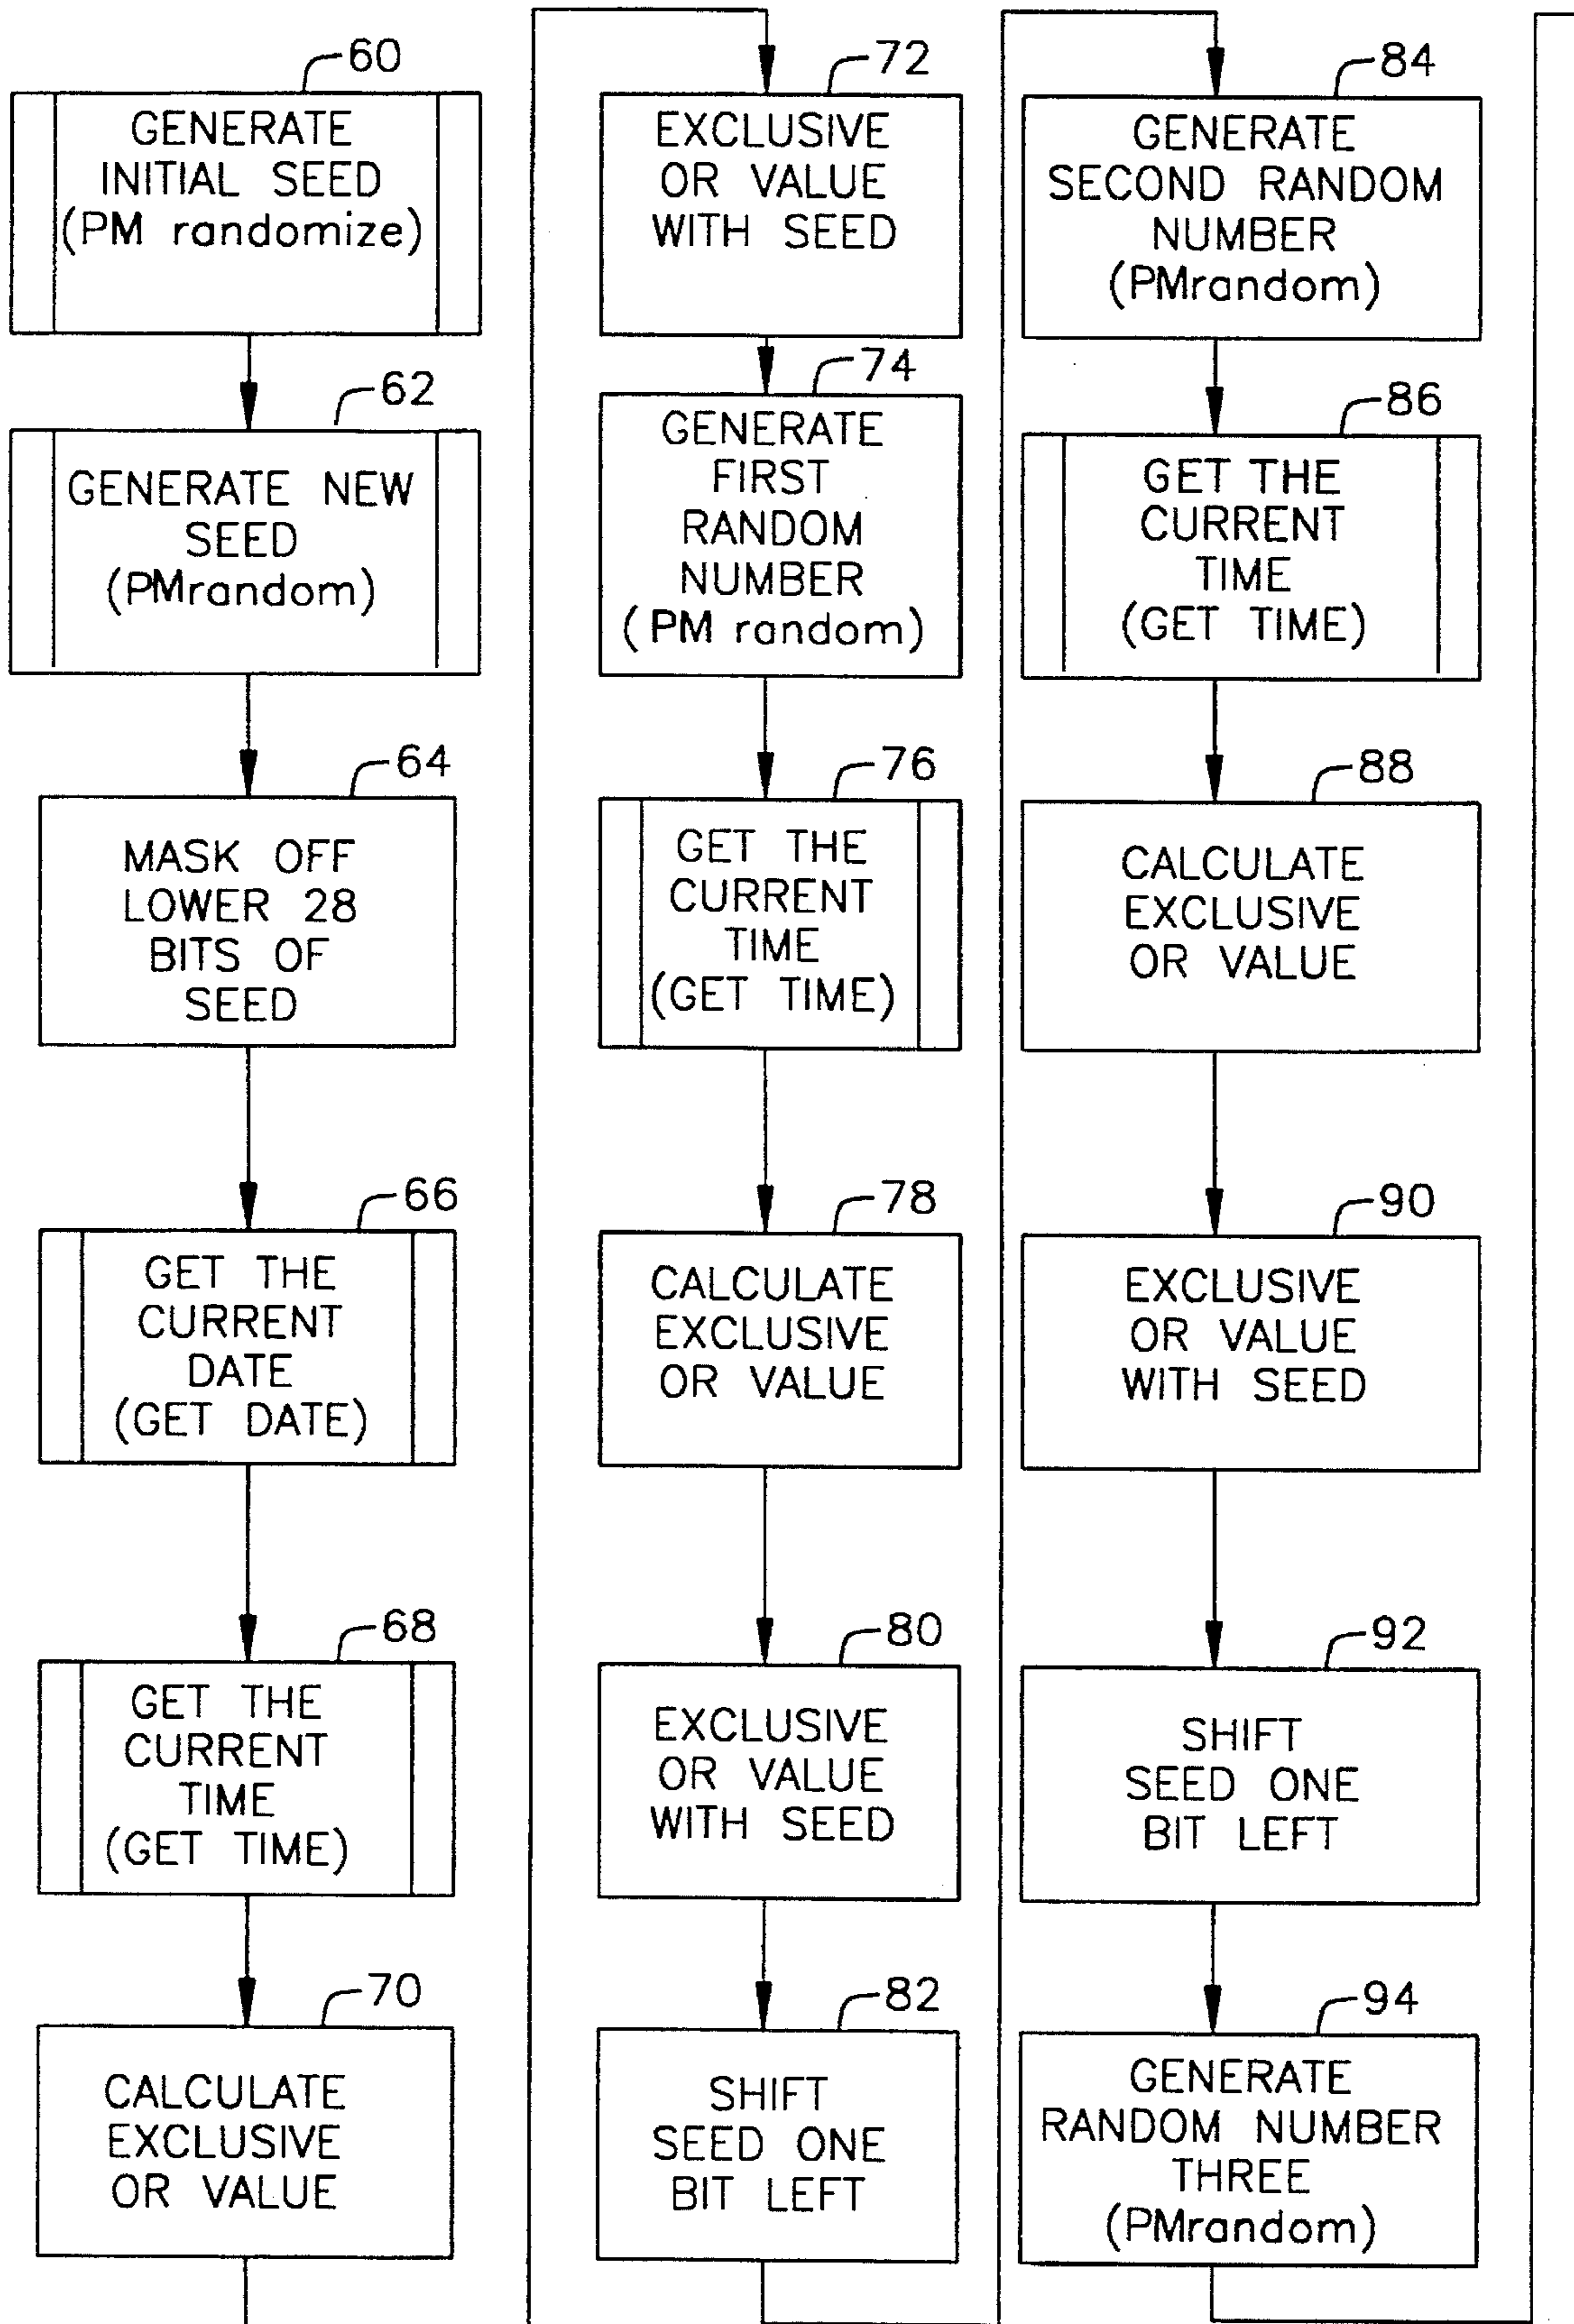 60
GENERATE
INITIAL SEED
(PM randomize)
62
GENERATE NEW
SEED
(PMrandom)
64
MASK OFF
LOWER 28
BITS OF
SEED
66
GET THE
CURRENT
DATE
(GET DATE)
68
GET THE
CURRENT
TIME
(GET TIME)
70
CALCULATE
EXCLUSIVE
OR VALUE
72
EXCLUSIVE
OR VALUE
WITH SEED
74
GENERATE
FIRST
RANDOM
NUMBER
(PM random)
76
GET THE
CURRENT
TIME
(GET TIME)
78
CALCULATE
EXCLUSIVE
OR VALUE
80
EXCLUSIVE
OR VALUE
WITH SEED
82
SHIFT
SEED ONE
BIT LEFT
84
GENERATE
SECOND RANDOM
NUMBER
(PMrandom)
86
GET THE
CURRENT
TIME
(GET TIME)
88
CALCULATE
EXCLUSIVE
OR VALUE
90
EXCLUSIVE
OR VALUE
WITH SEED
92
SHIFT
SEED ONE
BIT LEFT
94
GENERATE
RANDOM NUMBER
THREE
(PMrandom)